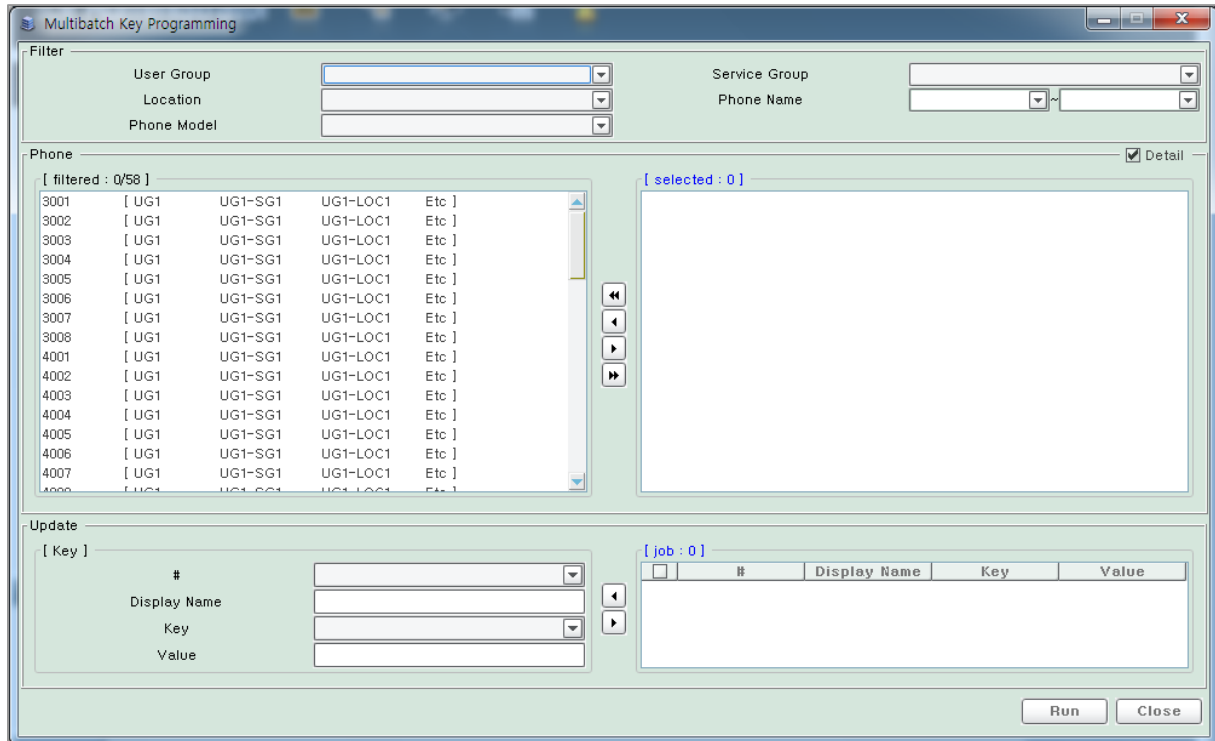 Multibatch Key Programming
Filter
User Group Service Group
Location Phone Name ~
Phone Model
Phone Detail
[ filtered : 0/58 ] [ selected : 0 ]
3001 [ UG1 UG1-SG1 UG1-LOC1 Etc ]
3002 [ UG1 UG1-SG1 UG1-LOC1 Etc ]
3003 [ UG1 UG1-SG1 UG1-LOC1 Etc ]
3004 [ UG1 UG1-SG1 UG1-LOC1 Etc ]
3005 [ UG1 UG1-SG1 UG1-LOC1 Etc ]
3006 [ UG1 UG1-SG1 UG1-LOC1 Etc ]
3007 [ UG1 UG1-SG1 UG1-LOC1 Etc ]
3008 [ UG1 UG1-SG1 UG1-LOC1 Etc ]
4001 [ UG1 UG1-SG1 UG1-LOC1 Etc ]
4002 [ UG1 UG1-SG1 UG1-LOC1 Etc ]
4003 [ UG1 UG1-SG1 UG1-LOC1 Etc ]
4004 [ UG1 UG1-SG1 UG1-LOC1 Etc ]
4005 [ UG1 UG1-SG1 UG1-LOC1 Etc ]
4006 [ UG1 UG1-SG1 UG1-LOC1 Etc ]
4007 [ UG1 UG1-SG1 UG1-LOC1 Etc ]
Update
[ Key ] [ job : 0 ]
# # Display Name Key Value
Display Name
Key
Value
Run Close